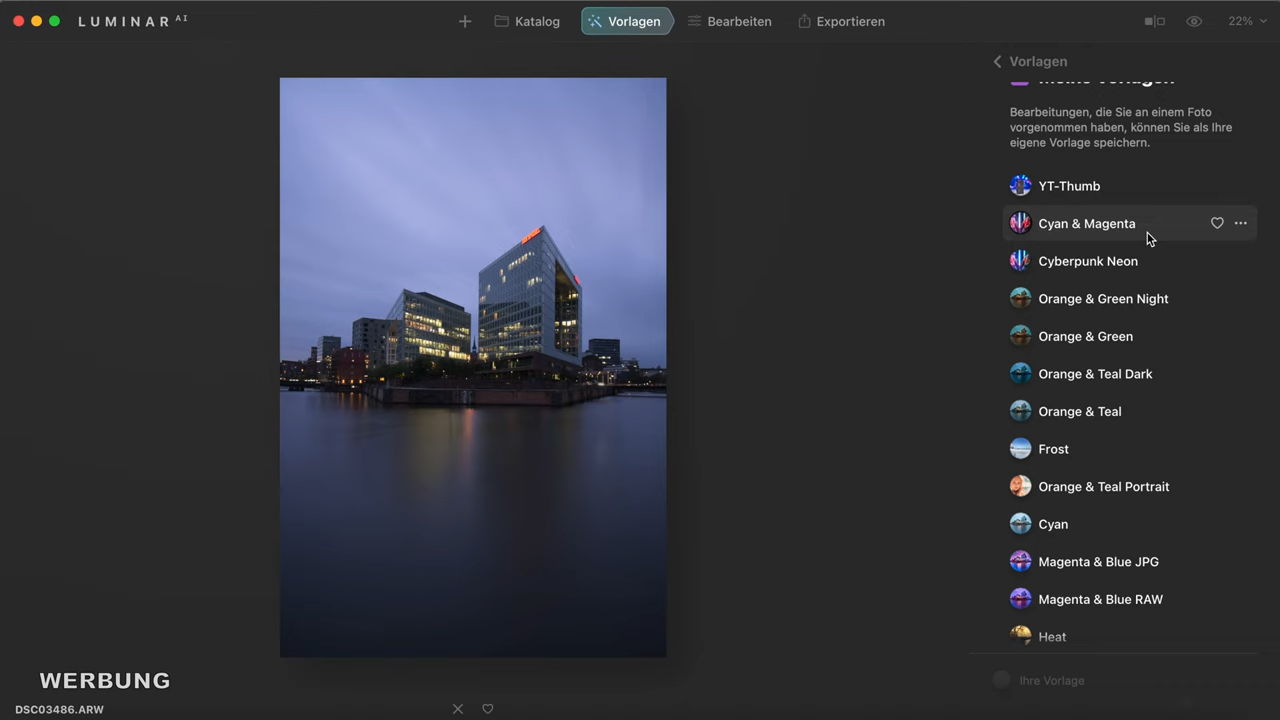 LUMINAR AI
Katalog
Vorlagen
Bearbeiten
Exportieren
22%
Vorlagen
Meine Vorlagen
Bearbeitungen, die Sie an einem Foto
vorgenommen haben, können Sie als Ihre
eigene Vorlage speichern.
YT-Thumb
Cyan & Magenta
Cyberpunk Neon
Orange & Green Night
Orange & Green
Orange & Teal Dark
Orange & Teal
Frost
Orange & Teal Portrait
Cyan
Magenta & Blue JPG
Magenta & Blue RAW
Heat
Ihre Vorlage
WERBUNG
DSC03486.ARW